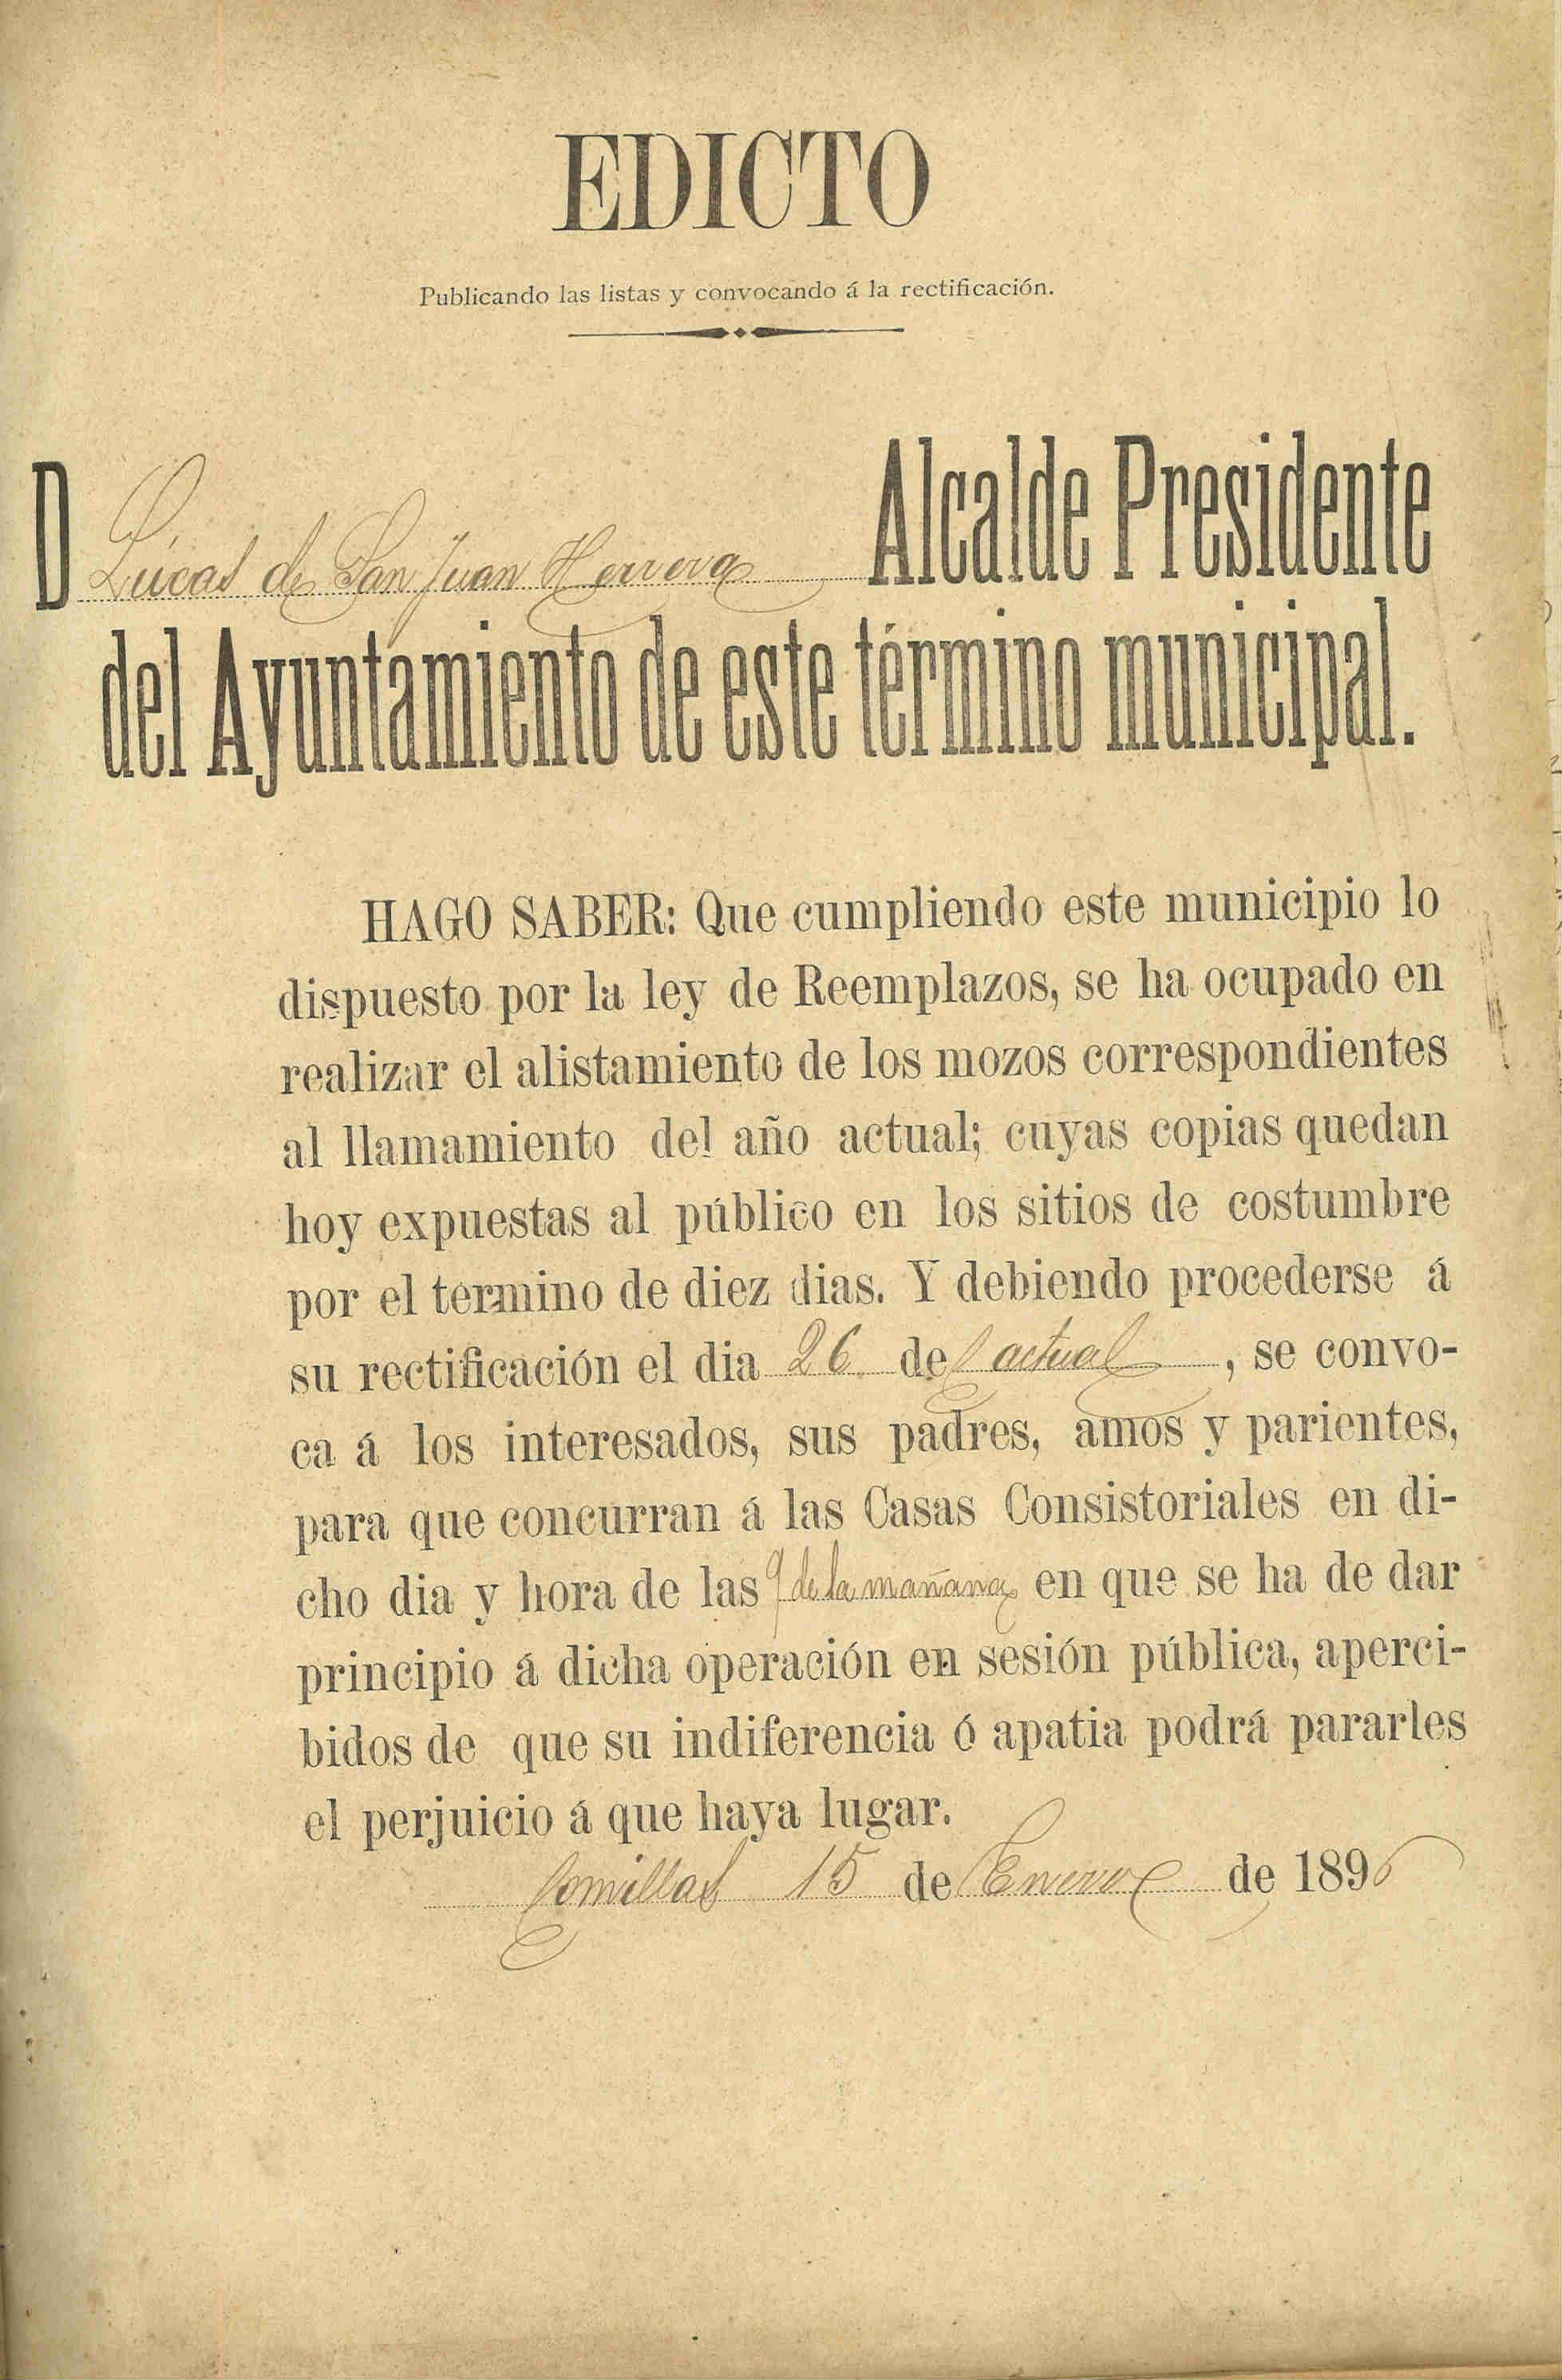 EDICTO
Publicando las listas y convocando á la rectificación.
D Lúcas de San Juan Herrera Alcalde Presidente
del Ayuntamiento de este término municipal.
HAGO SABER: Que cumpliendo este municipio lo
dispuesto por la ley de Reemplazos, se ha ocupado en
realizar el alistamiento de los mozos correspondientes
al llamamiento del año actual; cuyas copias quedan
hoy expuestas al público en los sitios de costumbre
por el termino de diez dias. Y debiendo procederse á
su rectificación el dia 26 del actual, se convo-
ca á los interesados, sus padres, amos y parientes,
para que concurran á las Casas Consistoriales en di-
cho dia y hora de las 9 de la mañana en que se ha de dar
principio á dicha operación en sesión pública, aperci-
bidos de que su indiferencia ó apatia podrá pararles
el perjuicio á que haya lugar.
Comillas 15 de Enero de 1896